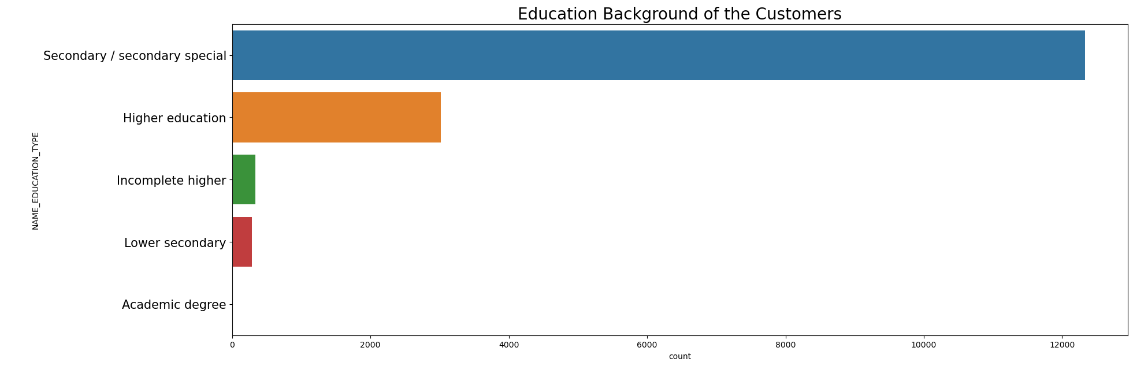 Education Background of the Customers
Secondary / secondary special
Higher education
Incomplete higher
Lower secondary
Academic degree
NAME_EDUCATION_TYPE
0 2000 4000 6000 8000 10000 12000
count